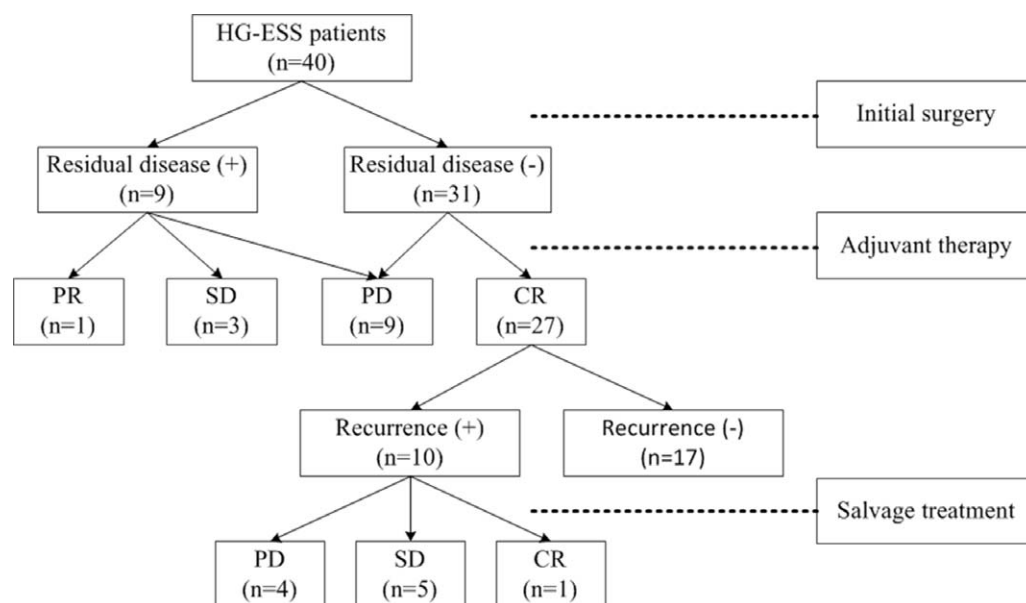 HG-ESS patients
(n=40)
Initial surgery
Residual disease (+)
(n=9)
Residual disease (-)
(n=31)
Adjuvant therapy
PR
(n=1)
SD
(n=3)
PD
(n=9)
CR
(n=27)
Recurrence (+)
(n=10)
Recurrence (-)
(n=17)
Salvage treatment
PD
(n=4)
SD
(n=5)
CR
(n=1)